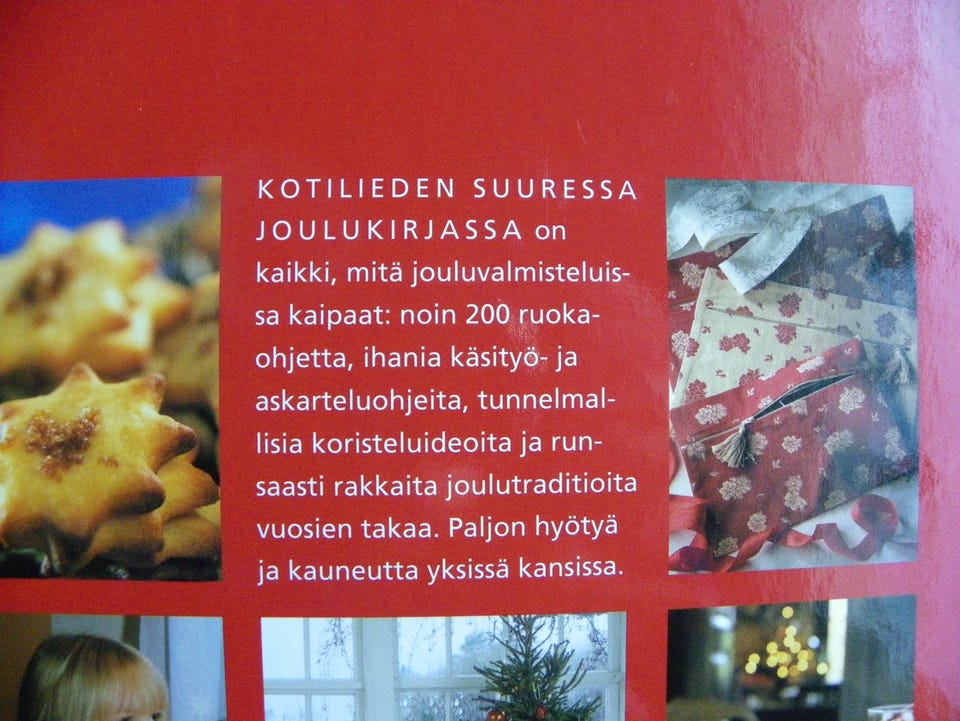 KOTILIEDEN SUURESSA
JOULUKIRJASSA on
kaikki, mitä jouluvalmisteluis-
sa kaipaat: noin 200 ruoka-
ohjetta, ihania käsityö- ja
askarteluohjeita, tunnelmal-
lisia koristeluideoita ja run-
saasti rakkaita joulutraditioita
vuosien takaa. Paljon hyötyä
ja kauneutta yksissä kansissa.